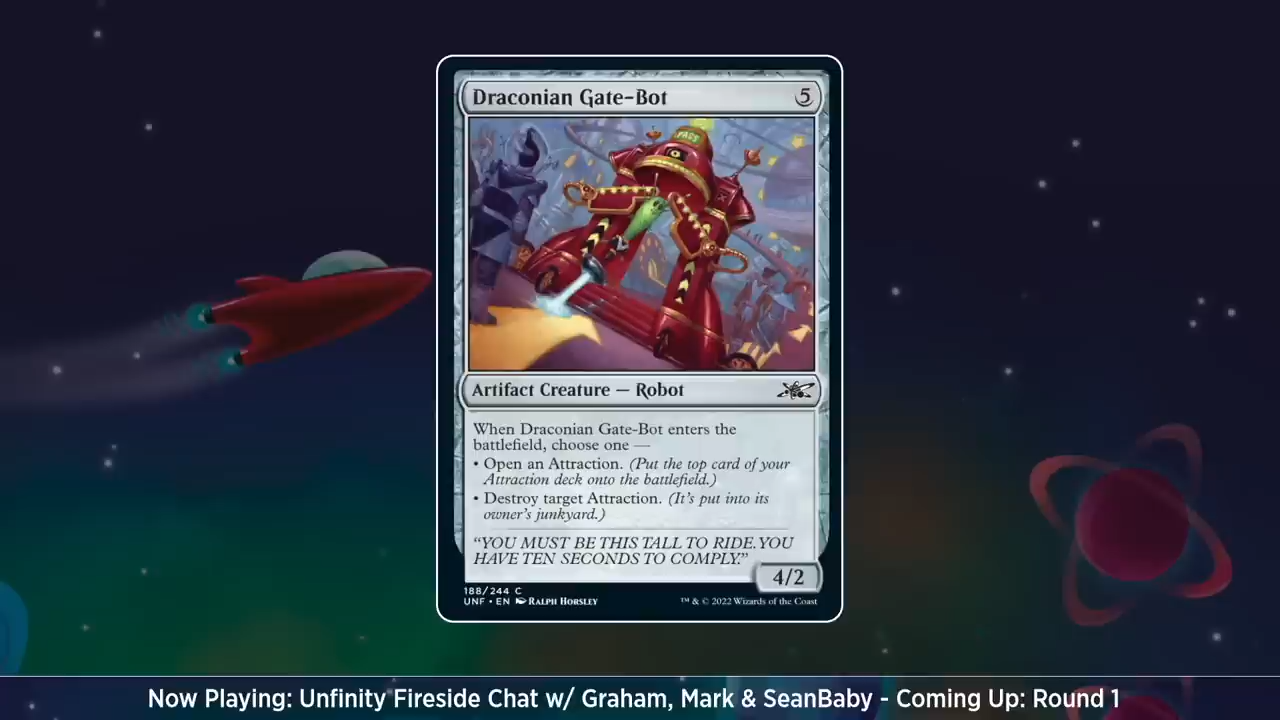 Draconian Gate-Bot 5
PASS
Artifact Creature — Robot
When Draconian Gate-Bot enters the
battlefield, choose one —
• Open an Attraction. (Put the top card of your
Attraction deck onto the battlefield.)
• Destroy target Attraction. (It's put into its
owner's junkyard.)
"YOU MUST BE THIS TALL TO RIDE. YOU
HAVE TEN SECONDS TO COMPLY."
4/2
188/244 C
UNF • EN Ralph Horsley ™ & © 2022 Wizards of the Coast
Now Playing: Unfinity Fireside Chat w/ Graham, Mark & SeanBaby - Coming Up: Round 1